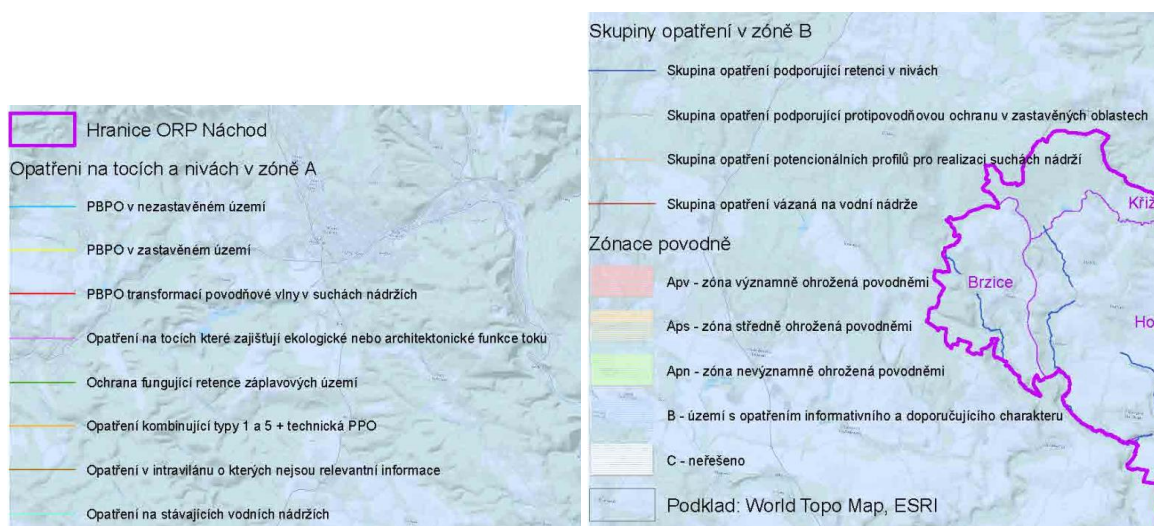 Hranice ORP Náchod
Opatřeni na tocích a nivách v zóně A
PBPO v nezastavěném území
PBPO v zastavěném území
PBPO transformací povodňové vlny v suchách nádržích
Opatření na tocích které zajišťují ekologické nebo architektonické funkce toku
Ochrana fungující retence záplavových území
Opatření kombinující typy 1 a 5 + technická PPO
Opatření v intravilánu o kterých nejsou relevantní informace
Opatření na stávajících vodních nádržích
Skupiny opatření v zóně B
Skupina opatření podporující retenci v nivách
Skupina opatření podporující protipovodňovou ochranu v zastavěných oblastech
Skupina opatření potencionálních profilů pro realizaci suchách nádrží
Skupina opatření vázaná na vodní nádrže
Zónace povodně
Apv - zóna významně ohrožená povodněmi
Aps - zóna středně ohrožená povodněmi
Apn - zóna nevýznamně ohrožená povodněmi
B - území s opatřením informativního a doporučujícího charakteru
C - neřešeno
Podklad: World Topo Map, ESRI
Křiž
Brzice
Ho